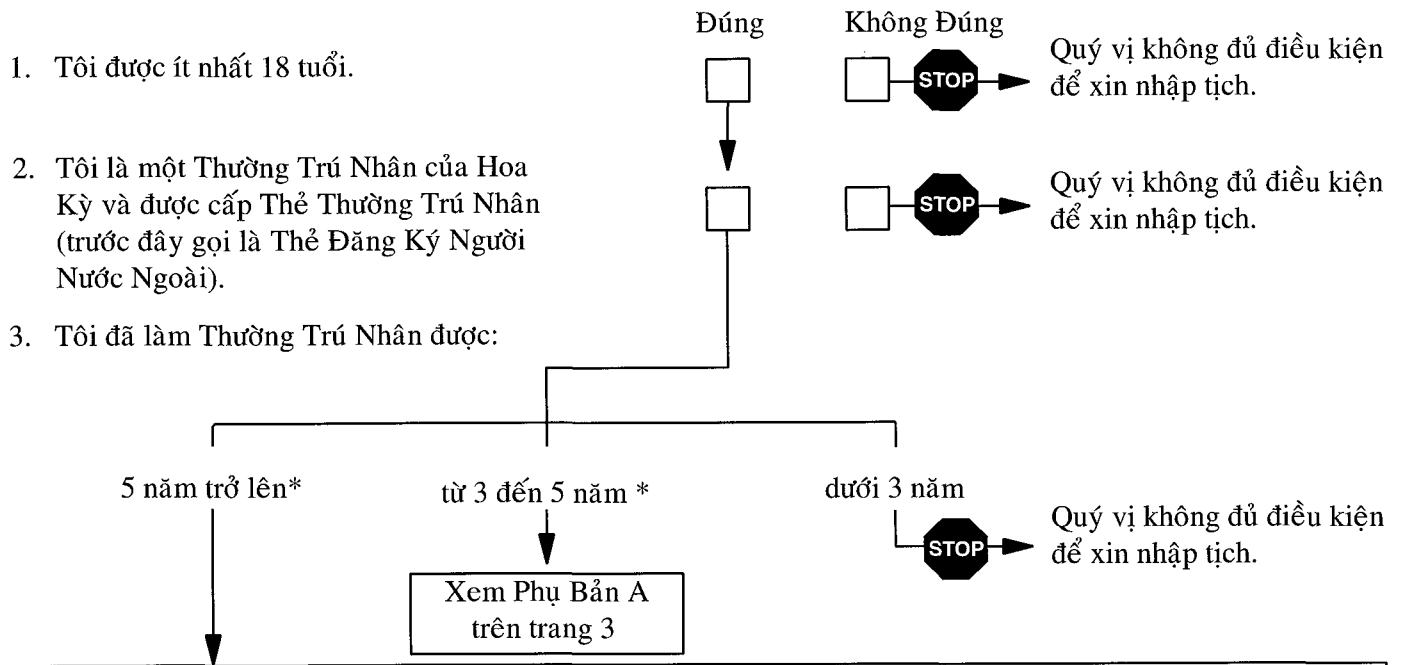 Đúng
Không Đúng
1. Tôi được ít nhất 18 tuổi.
STOP
Quý vị không đủ điều kiện
để xin nhập tịch.
2. Tôi là một Thường Trú Nhân của Hoa
Kỳ và được cấp Thẻ Thường Trú Nhân
(trước đây gọi là Thẻ Đăng Ký Người
Nước Ngoài).
STOP
Quý vị không đủ điều kiện
để xin nhập tịch.
3. Tôi đã làm Thường Trú Nhân được:
5 năm trở lên*
từ 3 đến 5 năm *
dưới 3 năm
STOP
Quý vị không đủ điều kiện
để xin nhập tịch.
Xem Phụ Bản A
trên trang 3